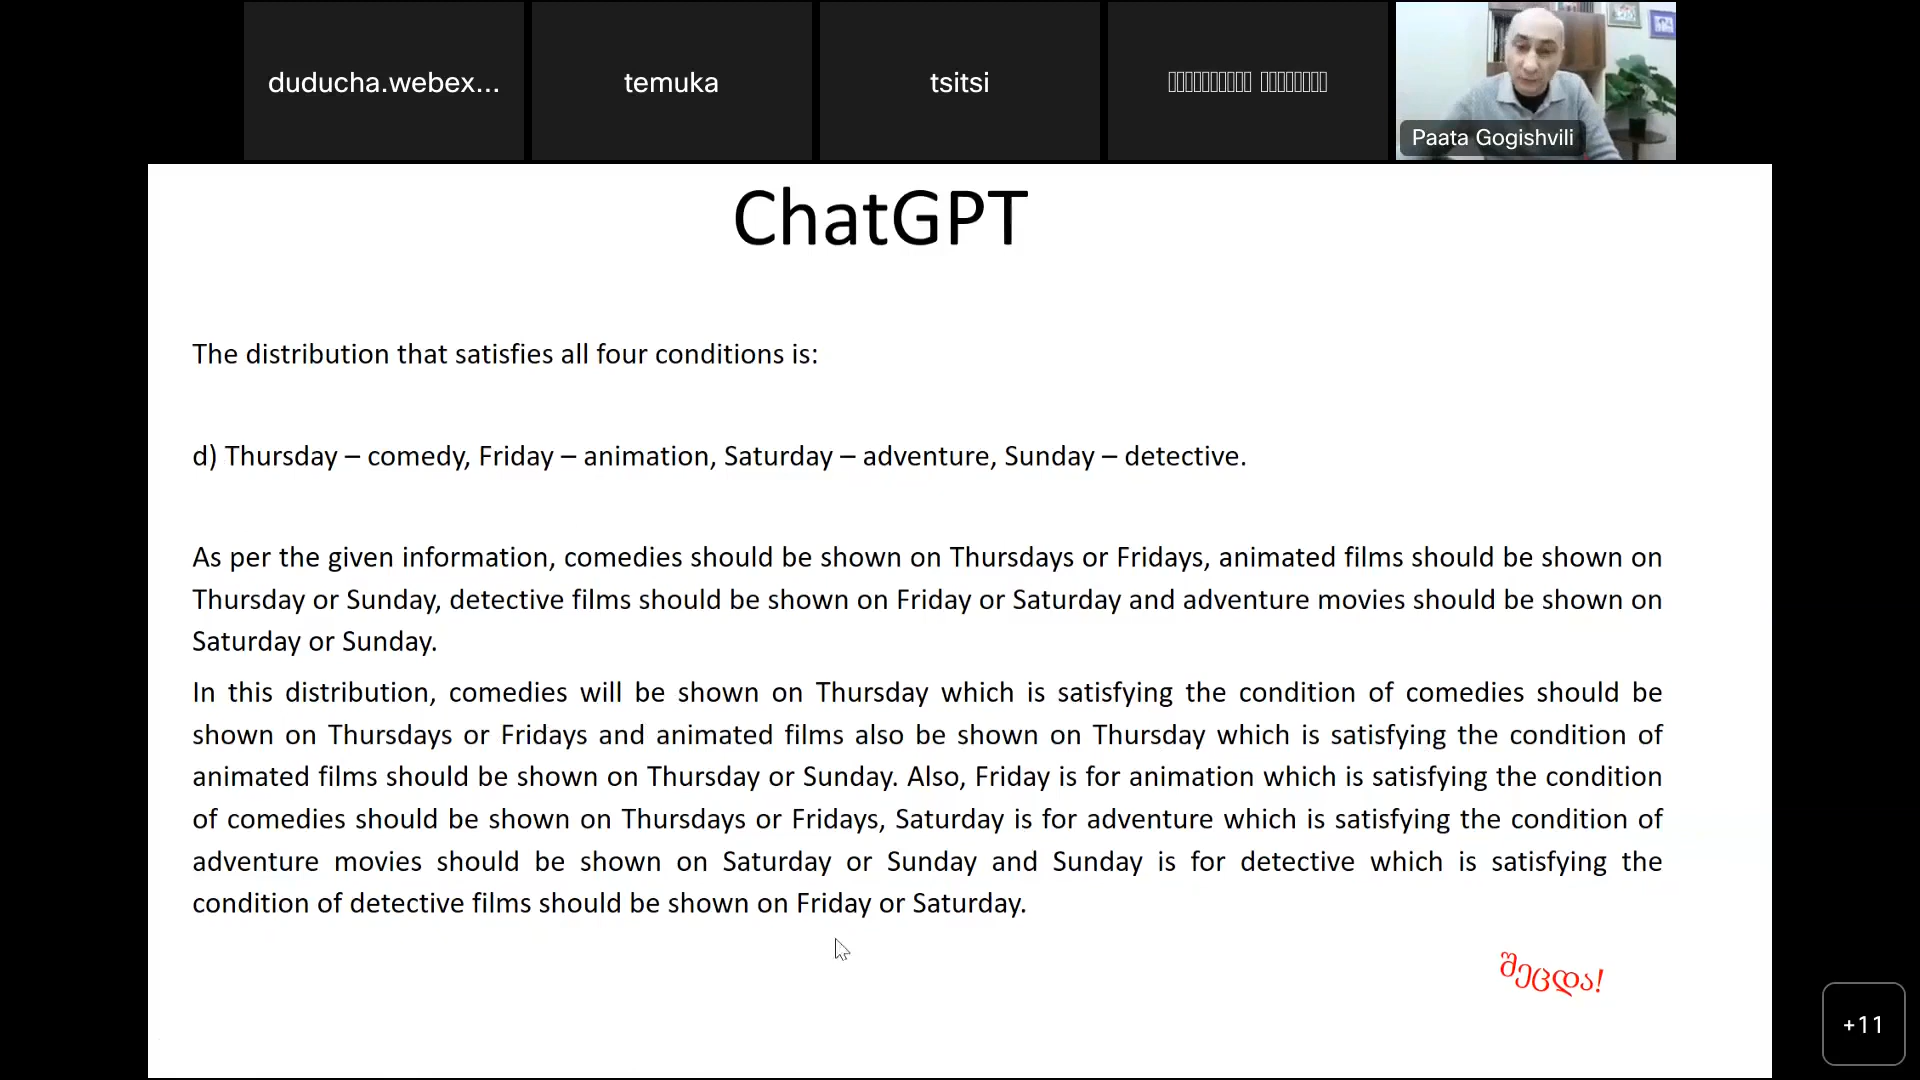 duducha.webex...
temuka
tsitsi
Paata Gogishvili
ChatGPT
The distribution that satisfies all four conditions is:
d) Thursday – comedy, Friday – animation, Saturday – adventure, Sunday – detective.
As per the given information, comedies should be shown on Thursdays or Fridays, animated films should be shown on
Thursday or Sunday, detective films should be shown on Friday or Saturday and adventure movies should be shown on
Saturday or Sunday.
In this distribution, comedies will be shown on Thursday which is satisfying the condition of comedies should be
shown on Thursdays or Fridays and animated films also be shown on Thursday which is satisfying the condition of
animated films should be shown on Thursday or Sunday. Also, Friday is for animation which is satisfying the condition
of comedies should be shown on Thursdays or Fridays, Saturday is for adventure which is satisfying the condition of
adventure movies should be shown on Saturday or Sunday and Sunday is for detective which is satisfying the
condition of detective films should be shown on Friday or Saturday.
შეცდა!
+11